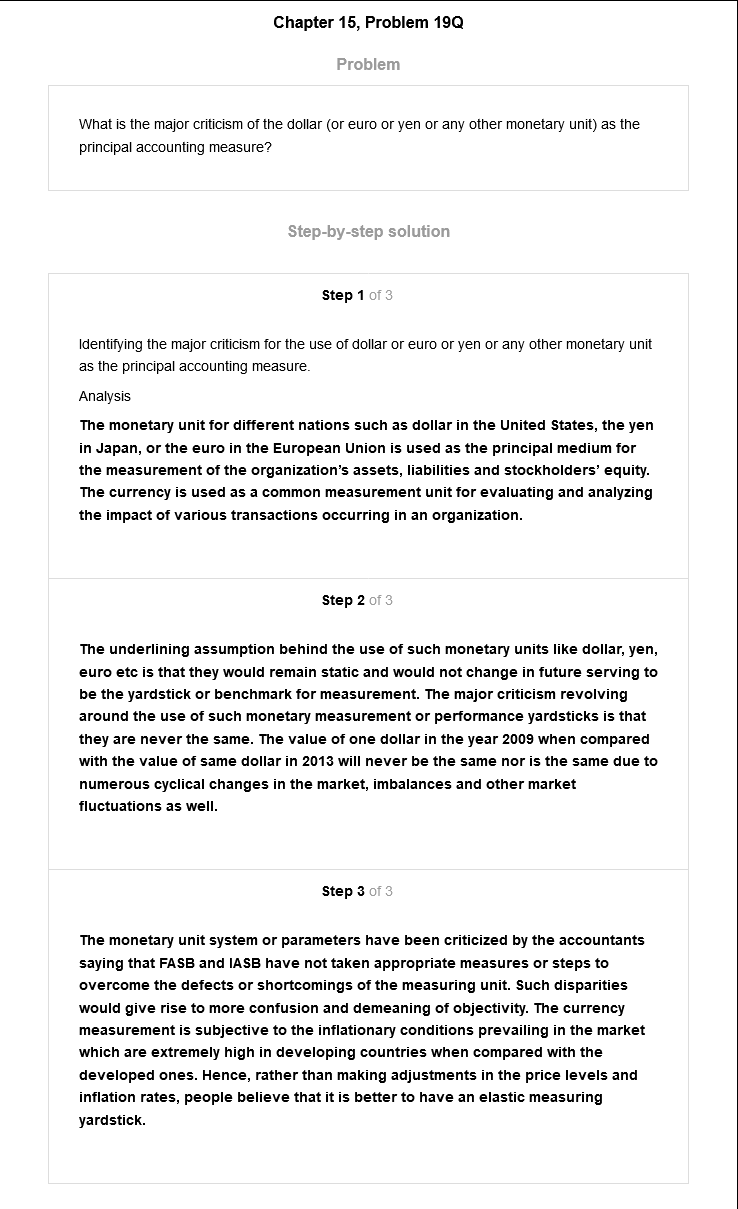 Chapter 15, Problem 19Q
Problem
What is the major criticism of the dollar (or euro or yen or any other monetary unit) as the
principal accounting measure?
Step-by-step solution
Step 1 of 3
Identifying the major criticism for the use of dollar or euro or yen or any other monetary unit
as the principal accounting measure.
Analysis
The monetary unit for different nations such as dollar in the United States, the yen
in Japan, or the euro in the European Union is used as the principal medium for
the measurement of the organization's assets, liabilities and stockholders' equity.
The currency is used as a common measurement unit for evaluating and analyzing
the impact of various transactions occurring in an organization.
Step 2 of 3
The underlining assumption behind the use of such monetary units like dollar, yen,
euro etc is that they would remain static and would not change in future serving to
be the yardstick or benchmark for measurement. The major criticism revolving
around the use of such monetary measurement or performance yardsticks is that
they are never the same. The value of one dollar in the year 2009 when compared
with the value of same dollar in 2013 will never be the same nor is the same due to
numerous cyclical changes in the market, imbalances and other market
fluctuations as well.
Step 3 of 3
The monetary unit system or parameters have been criticized by the accountants
saying that FASB and IASB have not taken appropriate measures or steps to
overcome the defects or shortcomings of the measuring unit. Such disparities
would give rise to more confusion and demeaning of objectivity. The currency
measurement is subjective to the inflationary conditions prevailing in the market
which are extremely high in developing countries when compared with the
developed ones. Hence, rather than making adjustments in the price levels and
inflation rates, people believe that it is better to have an elastic measuring
yardstick.